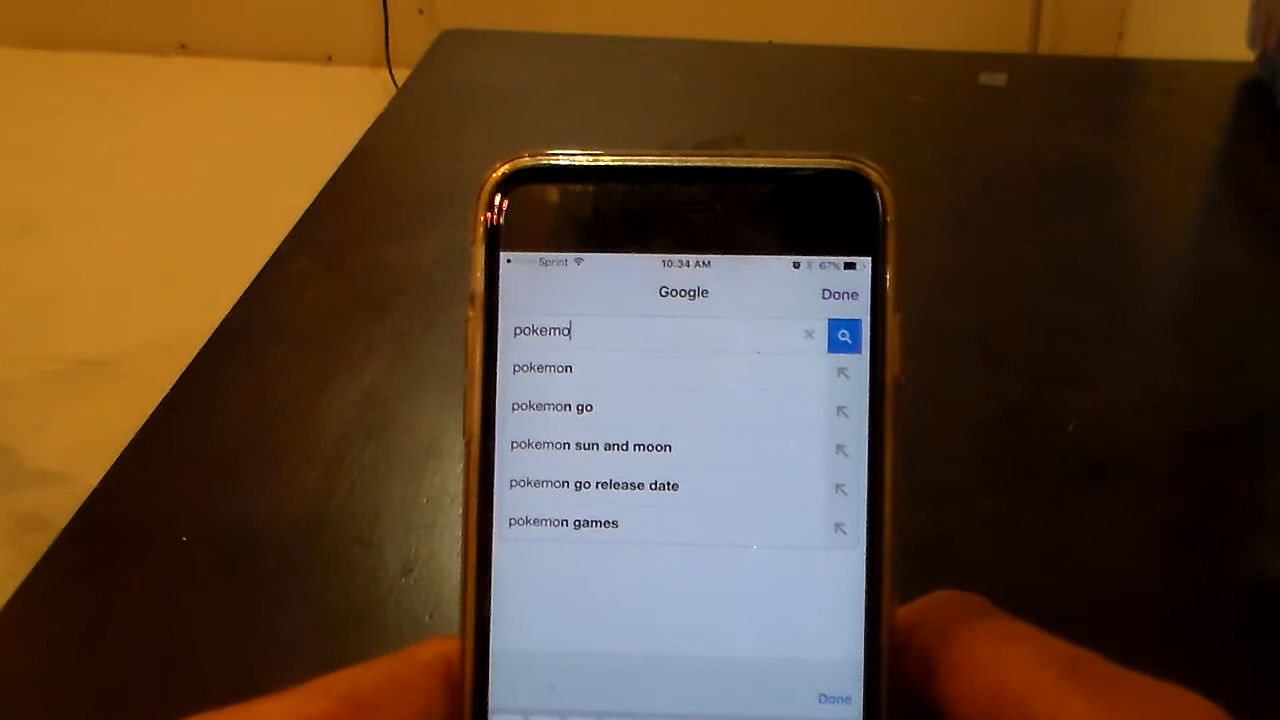 Sprint 10:34 AM 67%
Google Done
pokemo
pokemon
pokemon go
pokemon sun and moon
pokemon go release date
pokemon games
Done